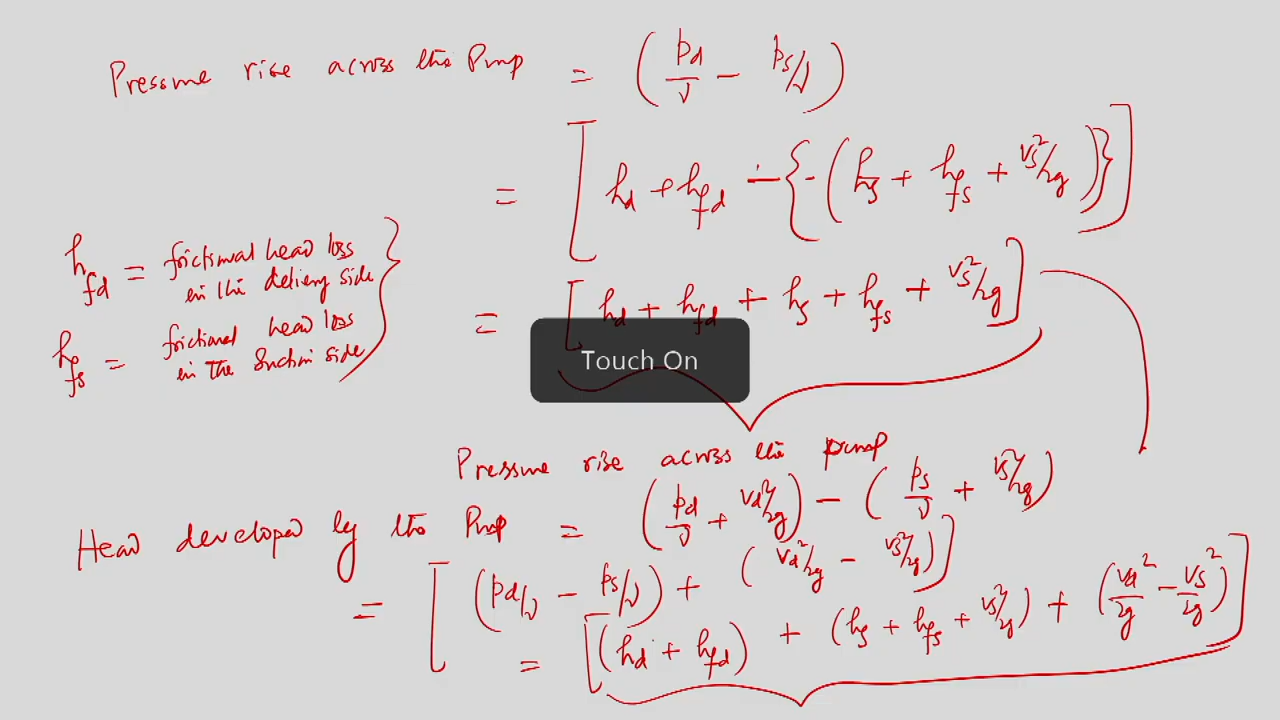 Pressure rise across the Pump = (pd/γ - ps/γ)
= [hd + hfd - {-(hs + hfs + Vs²/2g)}]
hfd = frictional head loss in the delivery side
hfs = frictional head loss in the suction side
= [hd + hfd + hs + hfs + Vs²/2g]
Touch On
Pressure rise across the pump
Head developed by the Pump = (pd/γ + Vd²/2g) - (ps/γ + Vs²/2g)
= [(pd/γ - ps/γ) + (Vd²/2g - Vs²/2g)]
= [(hd + hfd) + (hs + hfs + Vs²/2g) + (Vd²/2g - Vs²/2g)]